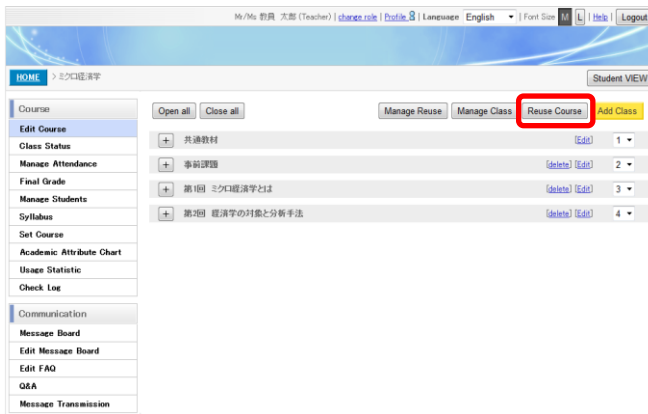 Mr/Ms 教員 太郎 (Teacher) | change role | Profile | Language English | Font Size M L | Help | Logout
HOME > ミクロ経済学 Student VIEW
Course
Edit Course
Class Status
Manage Attendance
Final Grade
Manage Students
Syllabus
Set Course
Academic Attribute Chart
Usage Statistic
Check Log
Communication
Message Board
Edit Message Board
Edit FAQ
Q&A
Message Transmission
Open all Close all Manage Reuse Manage Class Reuse Course Add Class
+ 共通教材 [Edit] 1
+ 事前課題 [delete] [Edit] 2
+ 第1回 ミクロ経済学とは [delete] [Edit] 3
+ 第2回 経済学の対象と分析手法 [delete] [Edit] 4